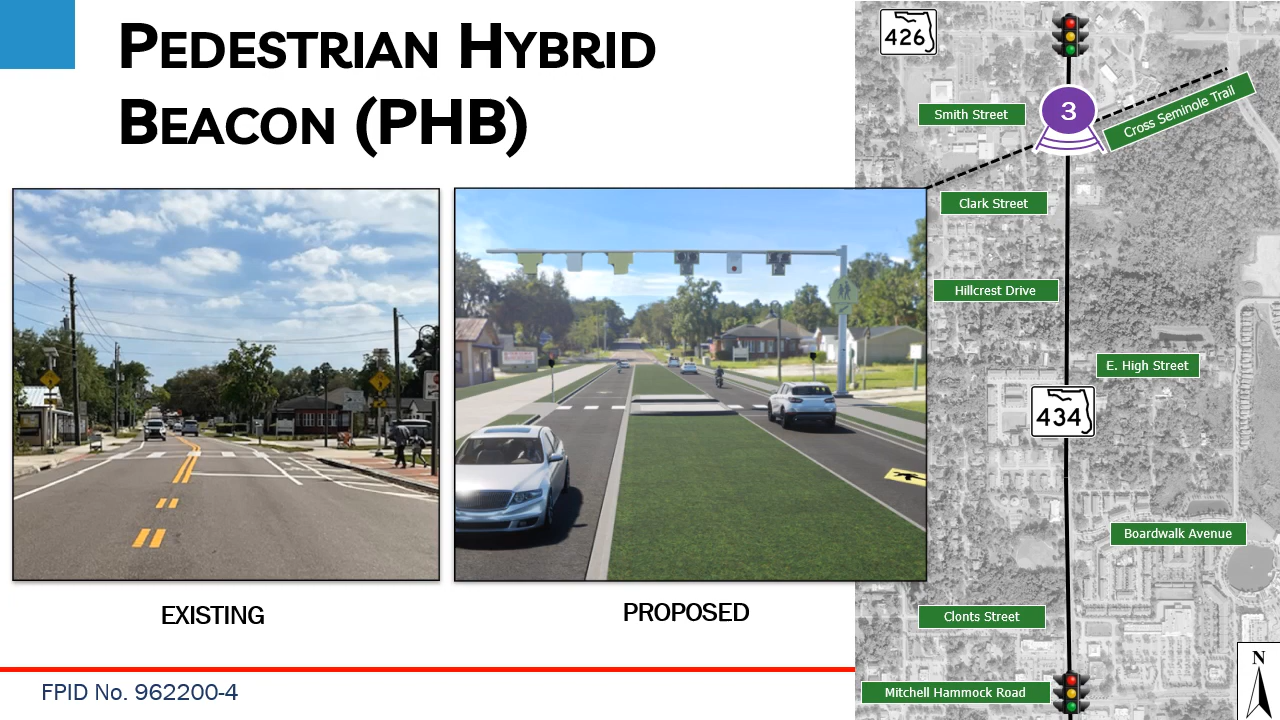 PEDESTRIAN HYBRID
BEACON (PHB)
EXISTING
PROPOSED
FPID No. 962200-4
426
3
Cross Seminole Trail
Smith Street
Clark Street
Hillcrest Drive
E. High Street
434
Boardwalk Avenue
Clonts Street
Mitchell Hammock Road
N